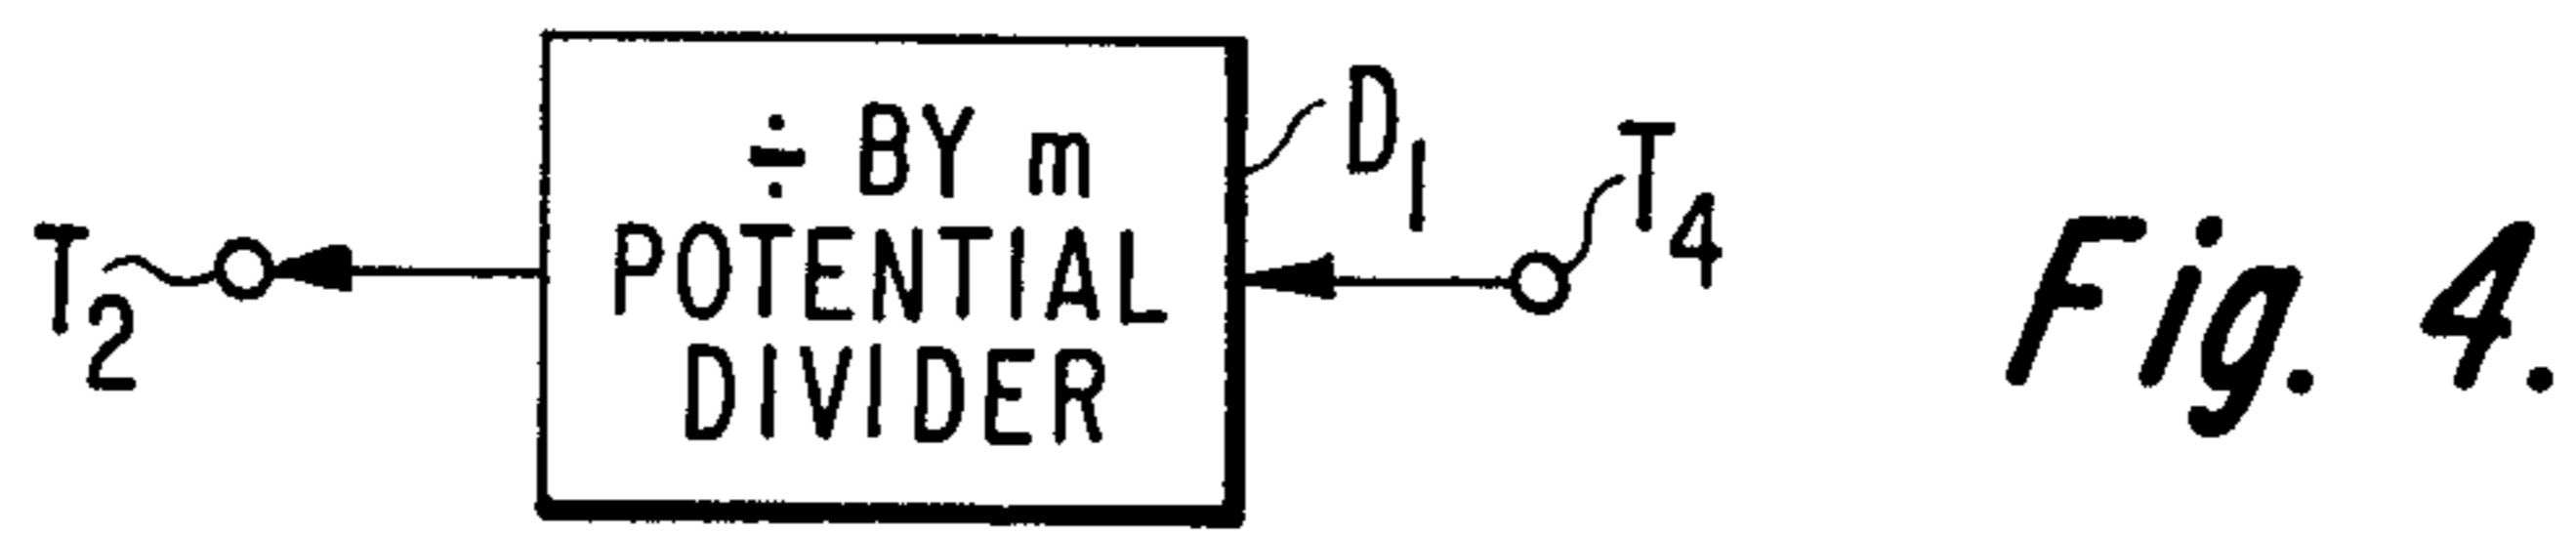 ÷ BY m
POTENTIAL
DIVIDER
D1
T4
T2
Fig. 4.